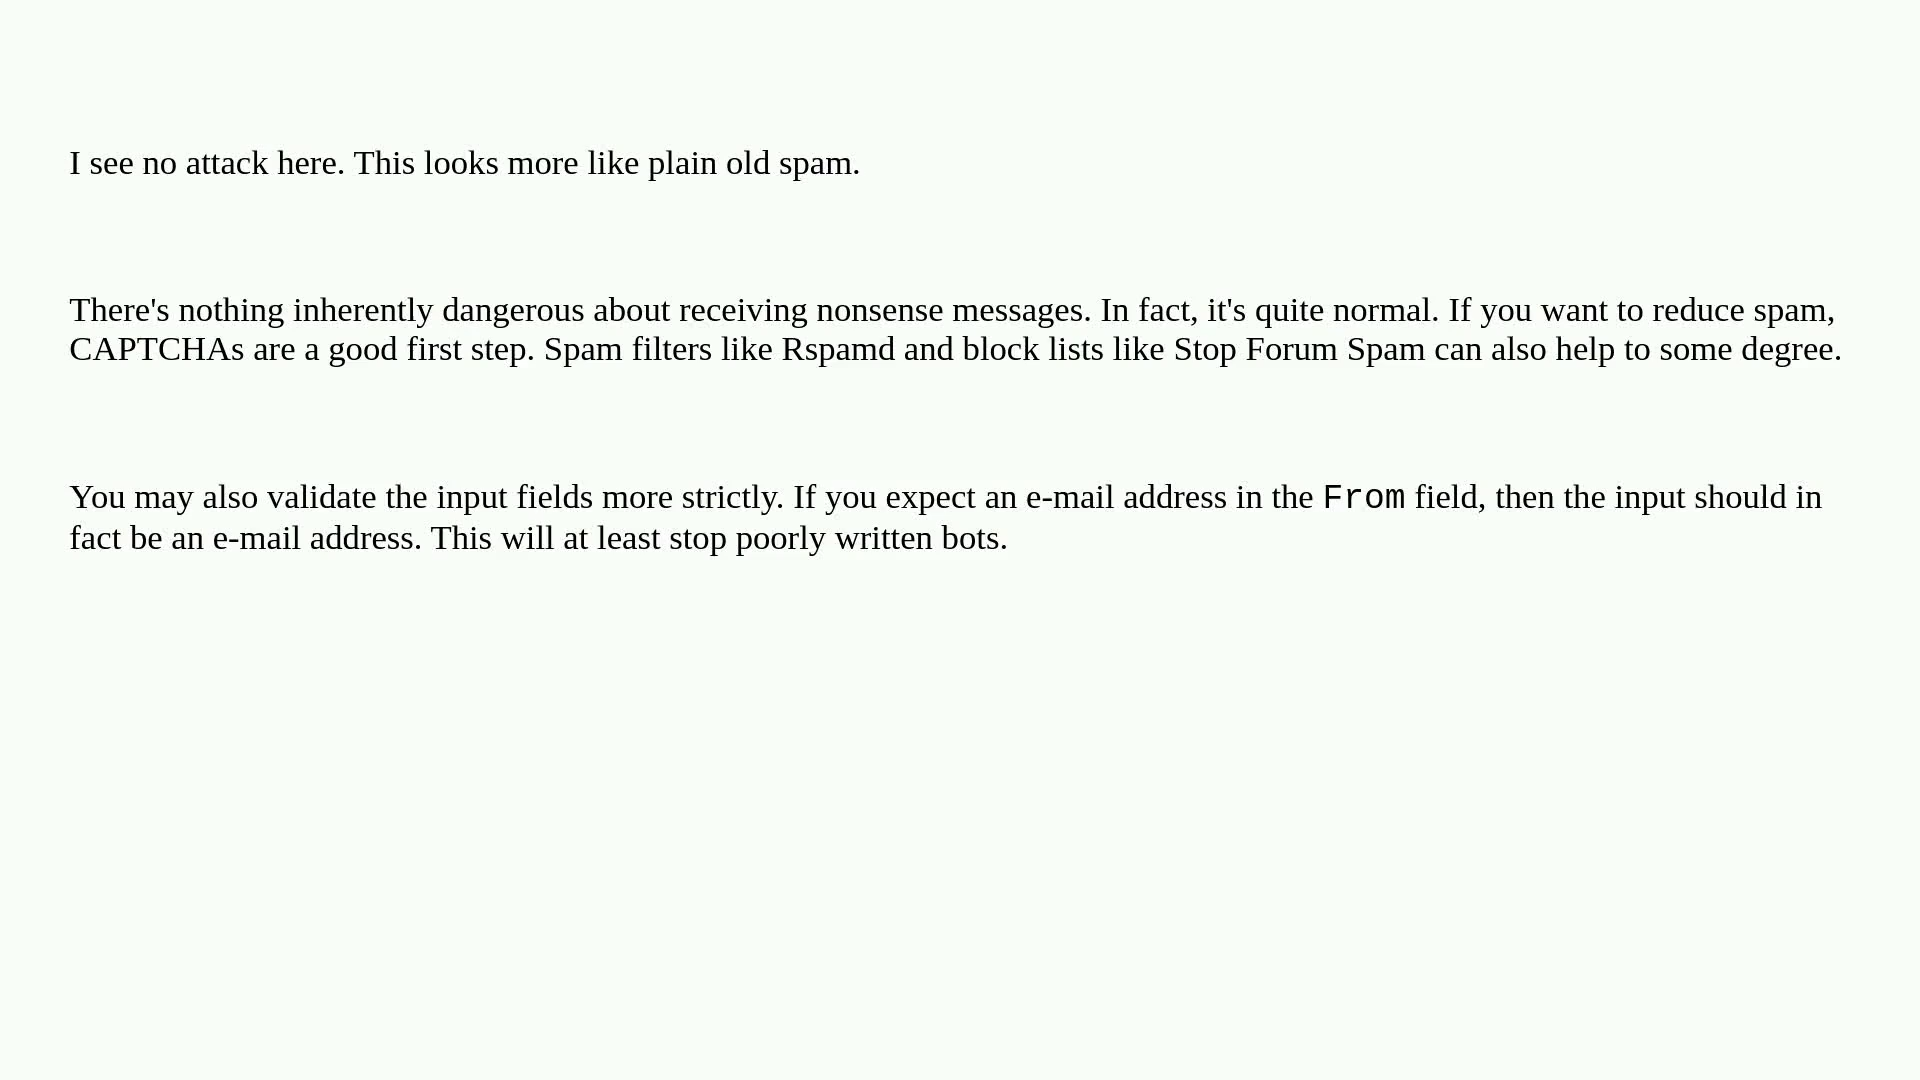 I see no attack here. This looks more like plain old spam.
There's nothing inherently dangerous about receiving nonsense messages. In fact, it's quite normal. If you want to reduce spam,
CAPTCHAs are a good first step. Spam filters like Rspamd and block lists like Stop Forum Spam can also help to some degree.
You may also validate the input fields more strictly. If you expect an e-mail address in the From field, then the input should in
fact be an e-mail address. This will at least stop poorly written bots.